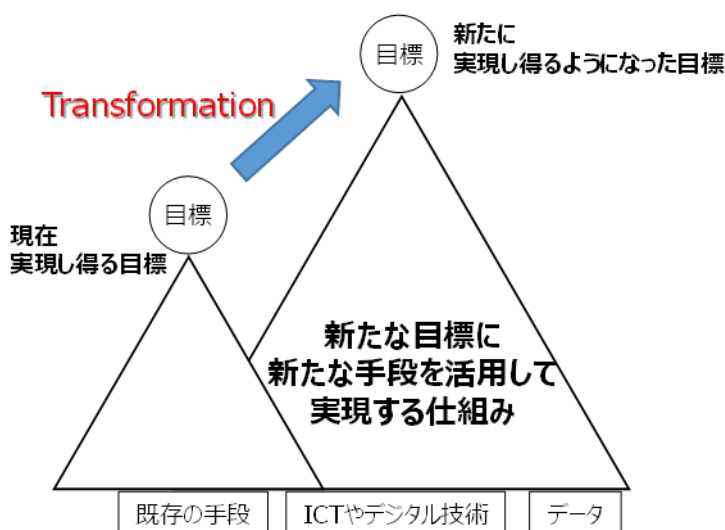 目標
新たに
実現し得るようになった目標
Transformation
目標
現在
実現し得る目標
新たな目標に
新たな手段を活用して
実現する仕組み
既存の手段
ICTやデジタル技術
データ